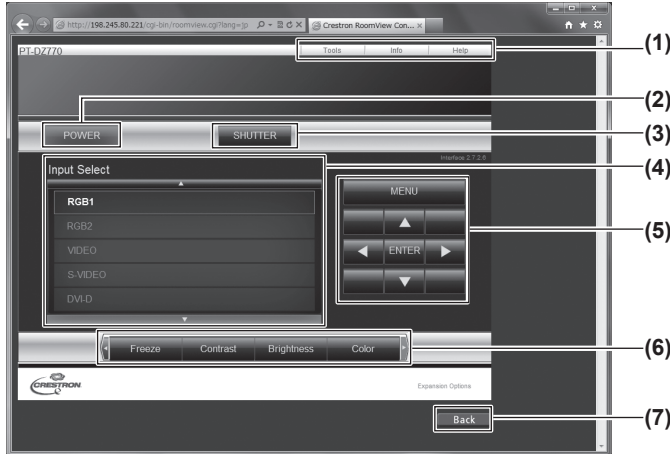 http://198.245.80.221/cgi-bin/roomview.cgi?lang=jp
Crestron RoomView Con...
PT-DZ770
Tools Info Help
(1)
(2)
POWER SHUTTER
(3)
Interface 2.7.2.6
(4)
Input Select
MENU
RGB1
RGB2
VIDEO
ENTER
(5)
S-VIDEO
DVI-D
Freeze Contrast Brightness Color
(6)
CRESTRON
Expansion Options
Back
(7)